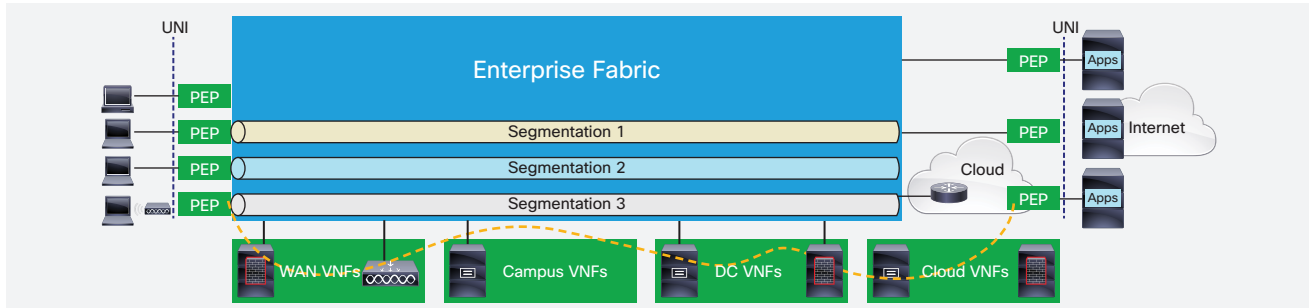 UNI
UNI
Enterprise Fabric
PEP
Apps
PEP
PEP
Segmentation 1
PEP
Apps
Internet
PEP
Segmentation 2
Cloud
PEP
Segmentation 3
PEP
Apps
WAN VNFs
Campus VNFs
DC VNFs
Cloud VNFs